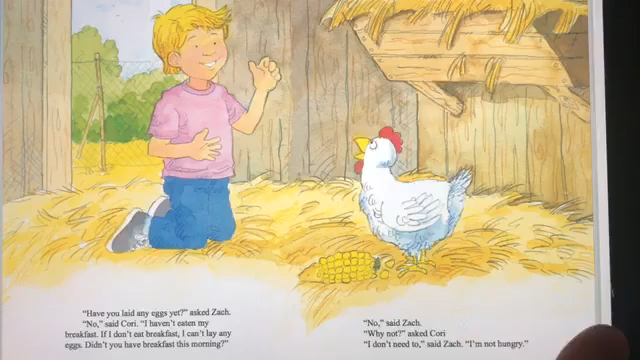 "Have you laid any eggs yet?" asked Zach.
"No," said Cori. "I haven't eaten my
breakfast. If I don't eat breakfast, I can't lay any
eggs. Didn't you have breakfast this morning?"
"No," said Zach.
"Why not?" asked Cori
"I don't need to," said Zach. "I'm not hungry."